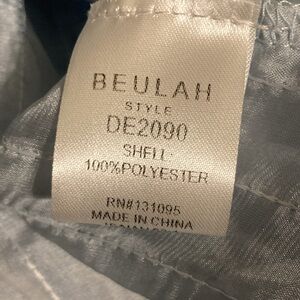 BEULAH
STYLE
DE2090
SHELL:
100%POLYESTER
RN#131095
MADE IN CHINA